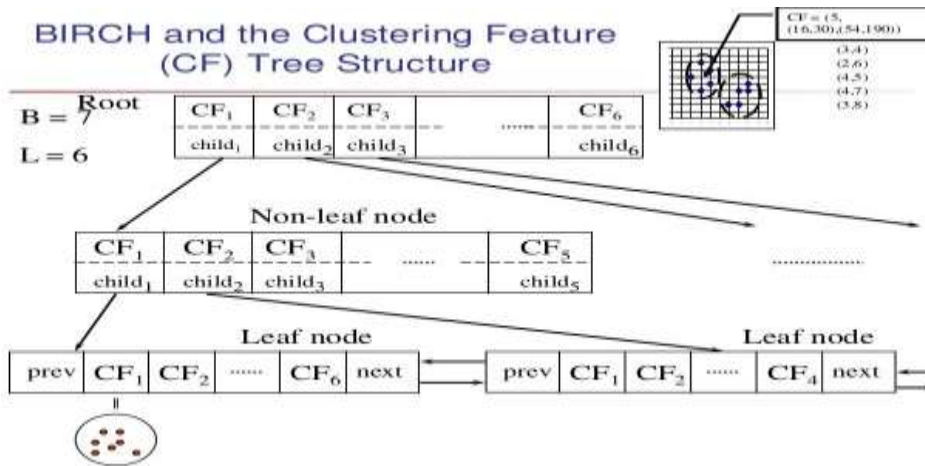 BIRCH and the Clustering Feature
(CF) Tree Structure
CF = (5,
(16,30),(54,190))
(3,4)
(2,6)
(4,5)
(4,7)
(3,8)
Root
B = 7
L = 6
CF1 CF2 CF3 ...... CF6
child1 child2 child3 child6
Non-leaf node
CF1 CF2 CF3 ...... CF5
child1 child2 child3 child5
..................
Leaf node
Leaf node
prev CF1 CF2 ...... CF6 next
prev CF1 CF2 ...... CF4 next